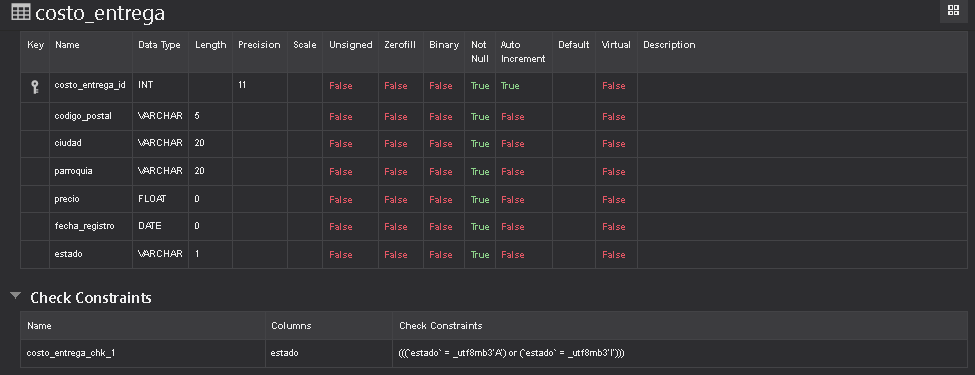 costo_entrega
Key Name Data Type Length Precision Scale Unsigned Zerofill Binary Not Null Auto Increment Default Virtual Description
costo_entrega_id INT 11 False False False True True False
codigo_postal VARCHAR 5 False False False True False False
ciudad VARCHAR 20 False False False True False False
parroquia VARCHAR 20 False False False True False False
precio FLOAT 0 False False False True False False
fecha_registro DATE 0 False False False True False False
estado VARCHAR 1 False False False True False False
Check Constraints
Name Columns Check Constraints
costo_entrega_chk_1 estado (((`estado` = _utf8mb3'A') or (`estado` = _utf8mb3'I')))